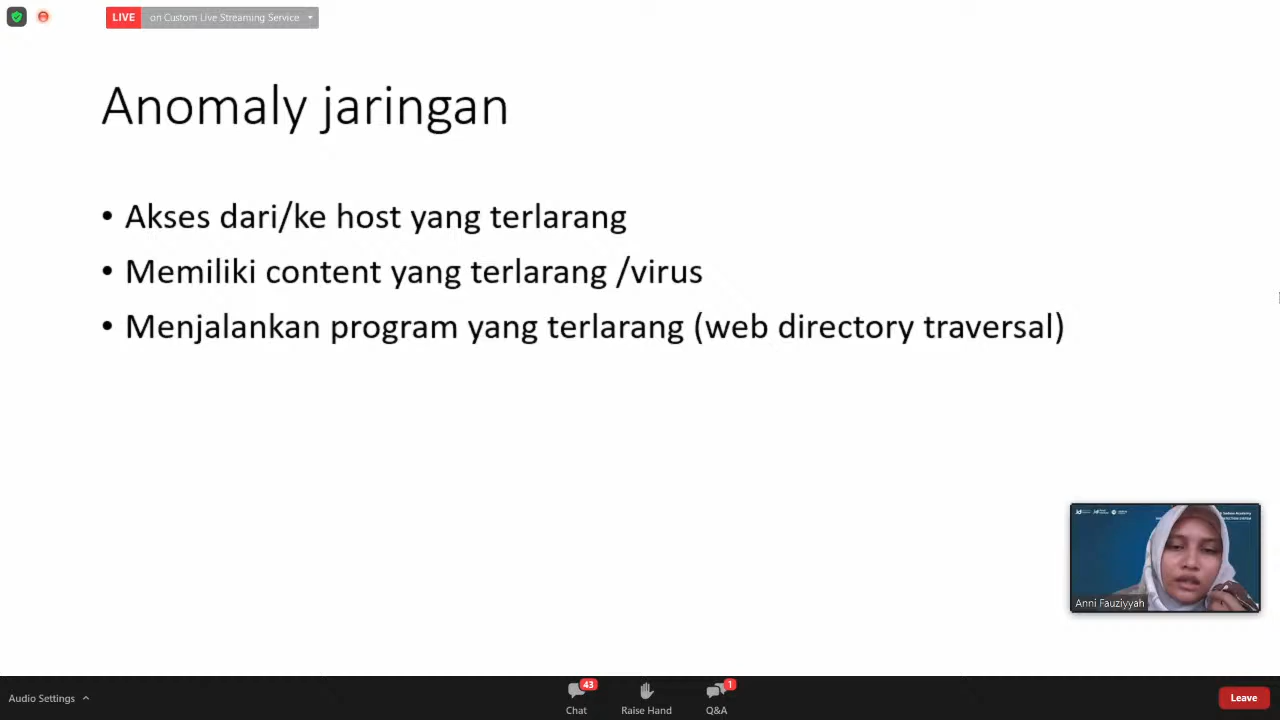 LIVE on Custom Live Streaming Service
Anomaly jaringan
• Akses dari/ke host yang terlarang
• Memiliki content yang terlarang /virus
• Menjalankan program yang terlarang (web directory traversal)
Anni Fauziyyah
Audio Settings
43
Chat
Raise Hand
1
Q&A
Leave